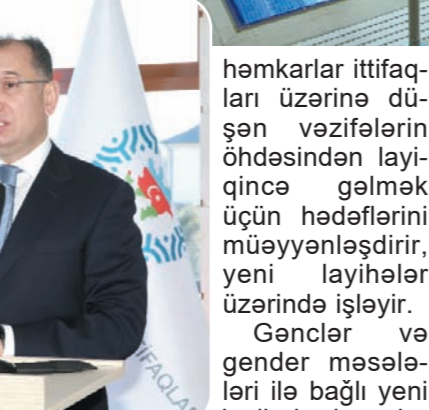 həmkarlar ittifaq-
ları üzərinə dü-
şən vəzifələrin
öhdəsindən layi-
qincə gəlmək
üçün hədəflərini
müəyyənləşdirir,
yeni layihələr
üzərində işləyir.
Gənclər və
gender məsələ-
ləri ilə bağlı yeni